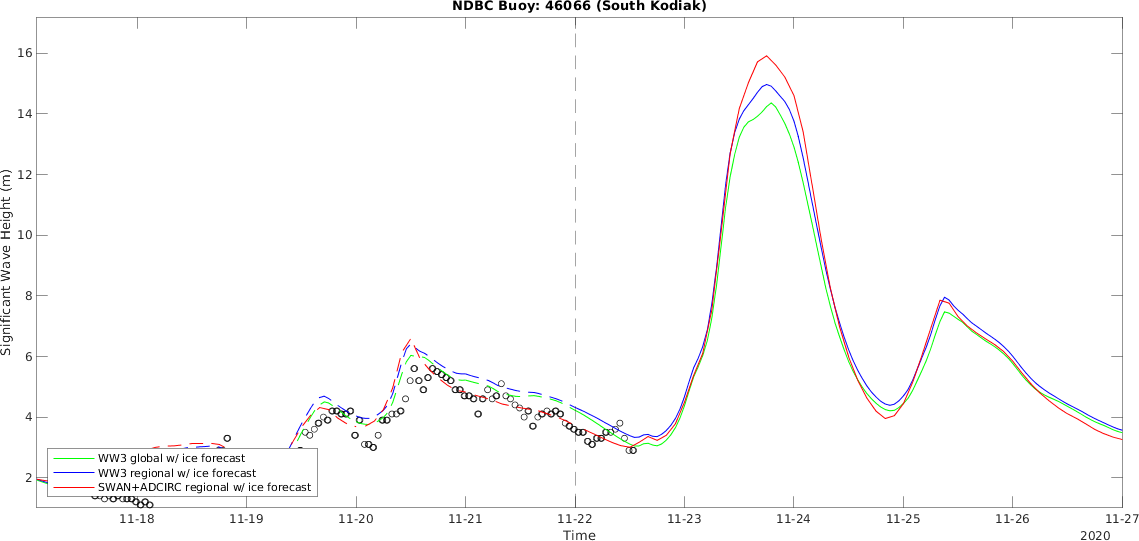 NDBC Buoy: 46066 (South Kodiak)
16
14
12
10
8
6
4
2
Significant Wave Height (m)
WW3 global w/ ice forecast
WW3 regional w/ ice forecast
SWAN+ADCIRC regional w/ ice forecast
11-18 11-19 11-20 11-21 11-22 11-23 11-24 11-25 11-26 11-27
Time
2020